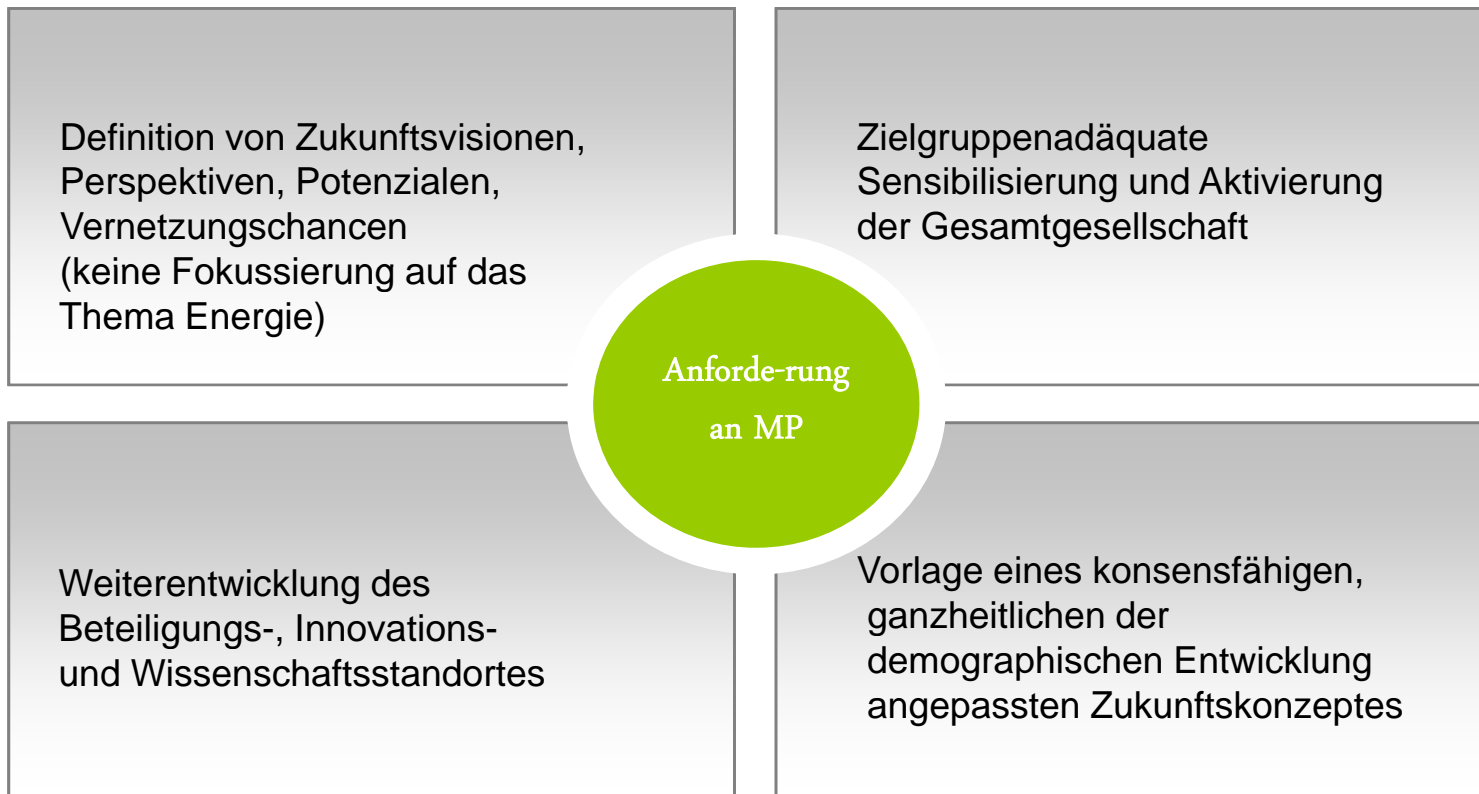 Definition von Zukunftsvisionen,
Perspektiven, Potenzialen,
Vernetzungschancen
(keine Fokussierung auf das
Thema Energie)
Zielgruppenadäquate
Sensibilisierung und Aktivierung
der Gesamtgesellschaft
Anforde-rung
an MP
Weiterentwicklung des
Beteiligungs-, Innovations-
und Wissenschaftsstandortes
Vorlage eines konsensfähigen,
ganzheitlichen der
demographischen Entwicklung
angepassten Zukunftskonzeptes